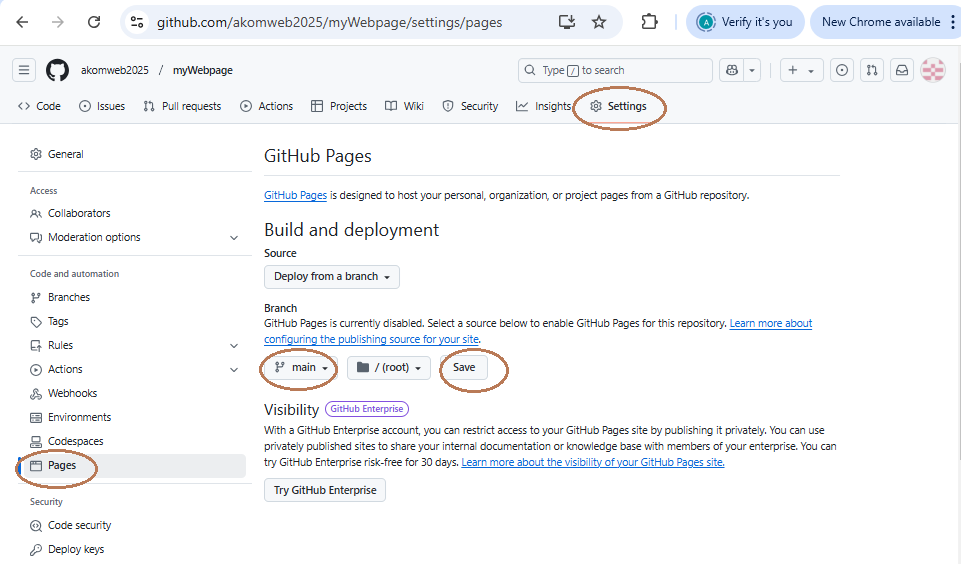 github.com/akomweb2025/myWebpage/settings/pages
A
Verify it's you
New Chrome available
akomweb2025 / myWebpage
Type / to search
Code
Issues
Pull requests
Actions
Projects
Wiki
Security
Insights
Settings
General
Access
Collaborators
Moderation options
Code and automation
Branches
Tags
Rules
Actions
Webhooks
Environments
Codespaces
Pages
Security
Code security
Deploy keys
GitHub Pages
GitHub Pages is designed to host your personal, organization, or project pages from a GitHub repository.
Build and deployment
Source
Deploy from a branch
Branch
GitHub Pages is currently disabled. Select a source below to enable GitHub Pages for this repository. Learn more about
configuring the publishing source for your site.
main
/ (root)
Save
Visibility GitHub Enterprise
With a GitHub Enterprise account, you can restrict access to your GitHub Pages site by publishing it privately. You can use
privately published sites to share your internal documentation or knowledge base with members of your enterprise. You can
try GitHub Enterprise risk-free for 30 days. Learn more about the visibility of your GitHub Pages site.
Try GitHub Enterprise